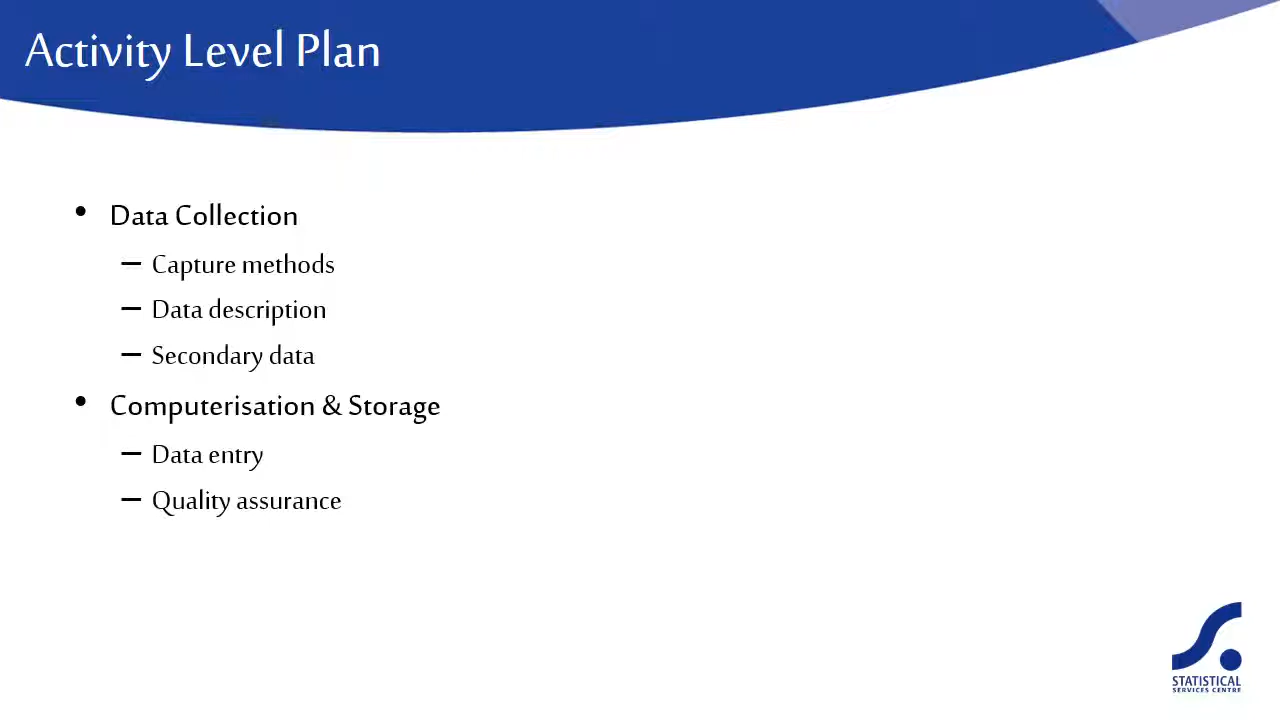 Activity Level Plan
• Data Collection
– Capture methods
– Data description
– Secondary data
• Computerisation & Storage
– Data entry
– Quality assurance
STATISTICAL
SERVICES CENTRE